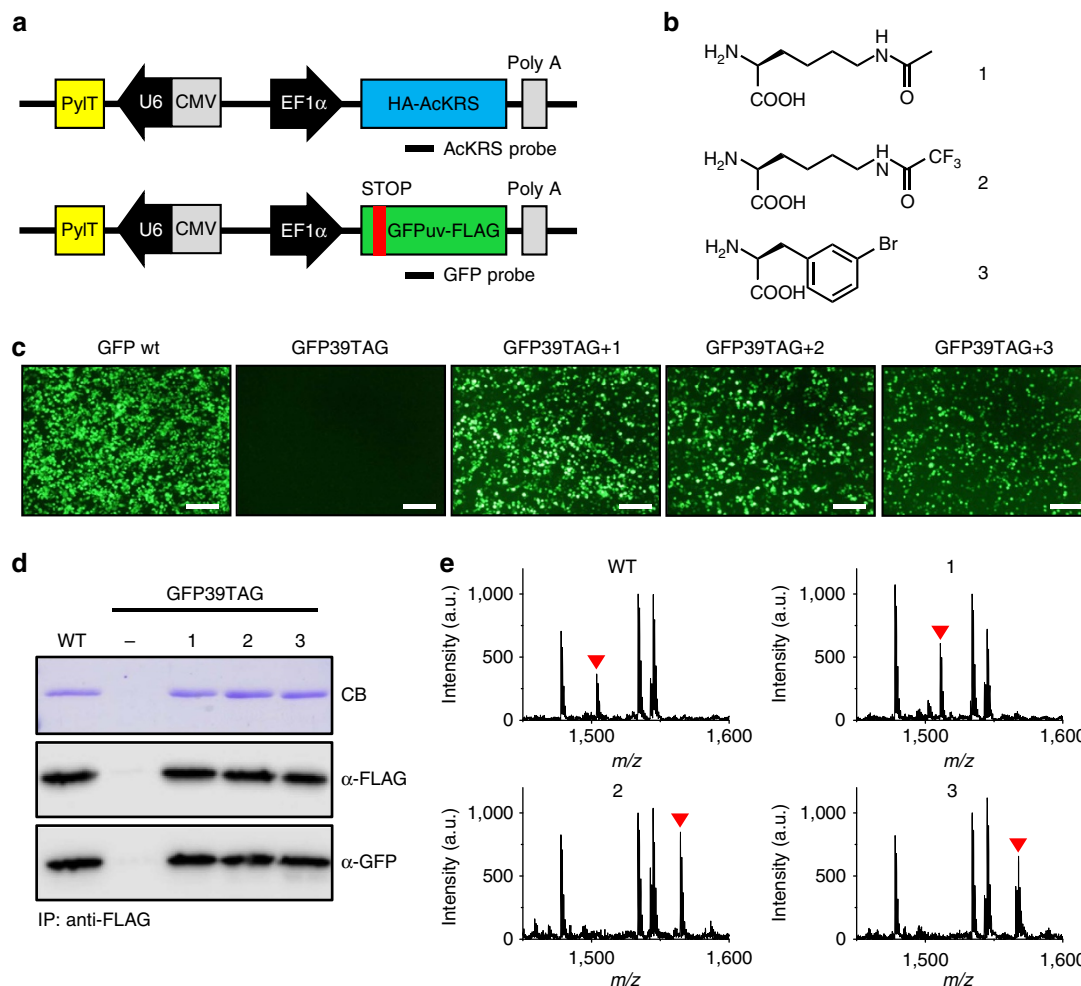 a
Poly A
PylT U6 CMV EF1α HA-AcKRS
AcKRS probe
STOP Poly A
PylT U6 CMV EF1α GFPuv-FLAG
GFP probe
b
H2N H N COOH O 1
H2N H N CF3 COOH O 2
H2N Br COOH 3
c
GFP wt GFP39TAG GFP39TAG+1 GFP39TAG+2 GFP39TAG+3
d
GFP39TAG
WT – 1 2 3
CB
α-FLAG
α-GFP
IP: anti-FLAG
e
WT
Intensity (a.u.)
1,000
500
0
1,500 1,600
m/z
1
Intensity (a.u.)
1,000
500
0
1,500 1,600
m/z
2
Intensity (a.u.)
1,000
500
0
1,500 1,600
m/z
3
Intensity (a.u.)
1,000
500
0
1,500 1,600
m/z